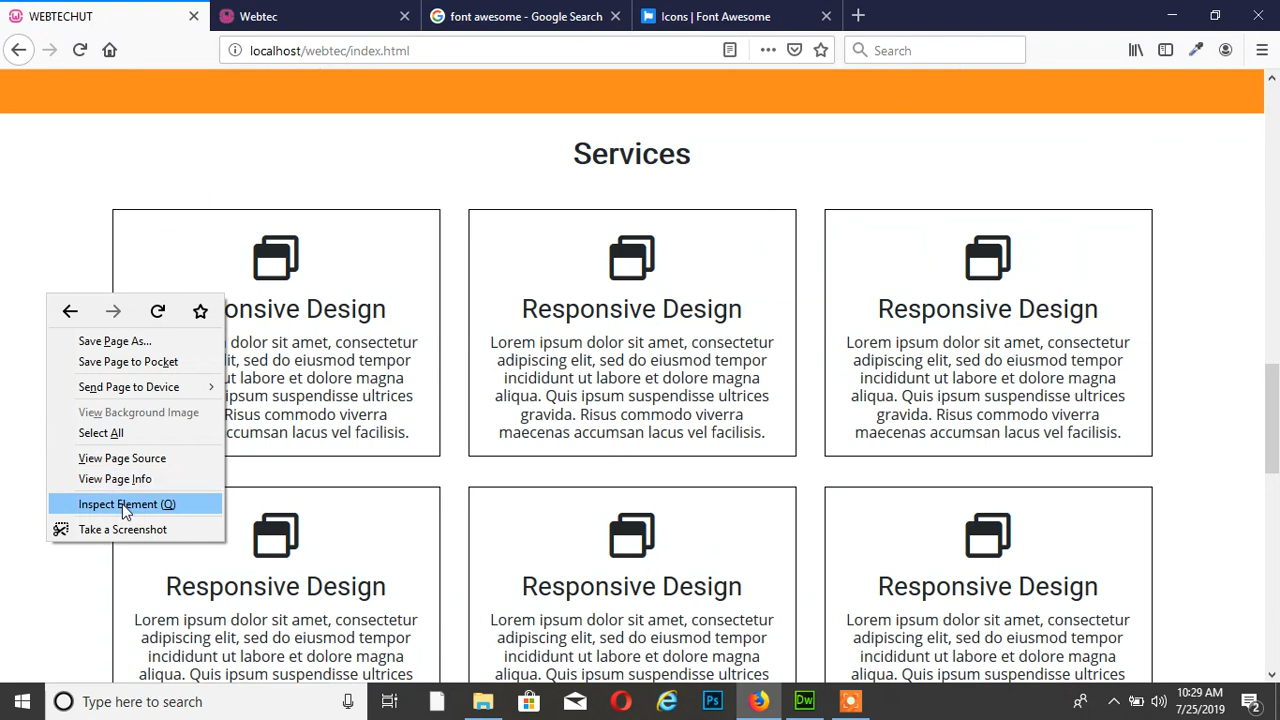 WEBTECHUT
Webtec
font awesome - Google Search
Icons | Font Awesome
localhost/webtec/index.html
Search
Services
onsive Design
dolor sit amet, consectetur
lit, sed do eiusmod tempor
ut labore et dolore magna
ipsum suspendisse ultrices
Risus commodo viverra
accumsan lacus vel facilisis.
Responsive Design
Lorem ipsum dolor sit amet, consectetur
adipiscing elit, sed do eiusmod tempor
incididunt ut labore et dolore magna
aliqua. Quis ipsum suspendisse ultrices
gravida. Risus commodo viverra
maecenas accumsan lacus vel facilisis.
Responsive Design
Lorem ipsum dolor sit amet, consectetur
adipiscing elit, sed do eiusmod tempor
incididunt ut labore et dolore magna
aliqua. Quis ipsum suspendisse ultrices
gravida. Risus commodo viverra
maecenas accumsan lacus vel facilisis.
Save Page As...
Save Page to Pocket
Send Page to Device
View Background Image
Select All
View Page Source
View Page Info
Inspect Element (Q)
Take a Screenshot
Responsive Design
Lorem ipsum dolor sit amet, consectetur
adipiscing elit, sed do eiusmod tempor
incididunt ut labore et dolore magna
aliqua. Quis ipsum suspendisse ultrices
Responsive Design
Lorem ipsum dolor sit amet, consectetur
adipiscing elit, sed do eiusmod tempor
incididunt ut labore et dolore magna
aliqua. Quis ipsum suspendisse ultrices
Responsive Design
Lorem ipsum dolor sit amet, consectetur
adipiscing elit, sed do eiusmod tempor
incididunt ut labore et dolore magna
aliqua. Quis ipsum suspendisse ultrices
Type here to search
Ps
Dw
10:29 AM
7/25/2019
2